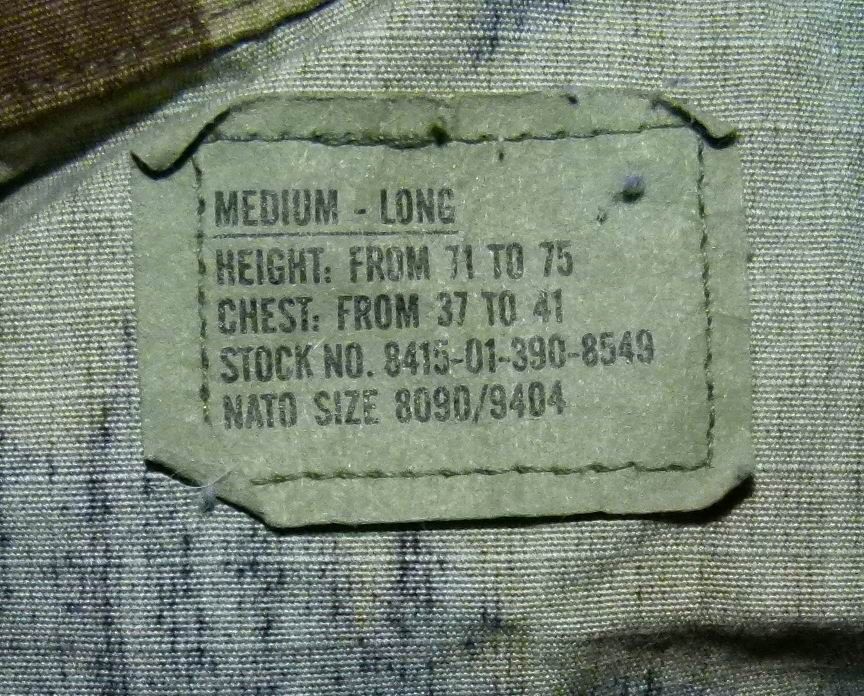 MEDIUM - LONG
HEIGHT: FROM 71 TO 75
CHEST: FROM 37 TO 41
STOCK NO. 8415-01-390-8549
NATO SIZE 8090/9404